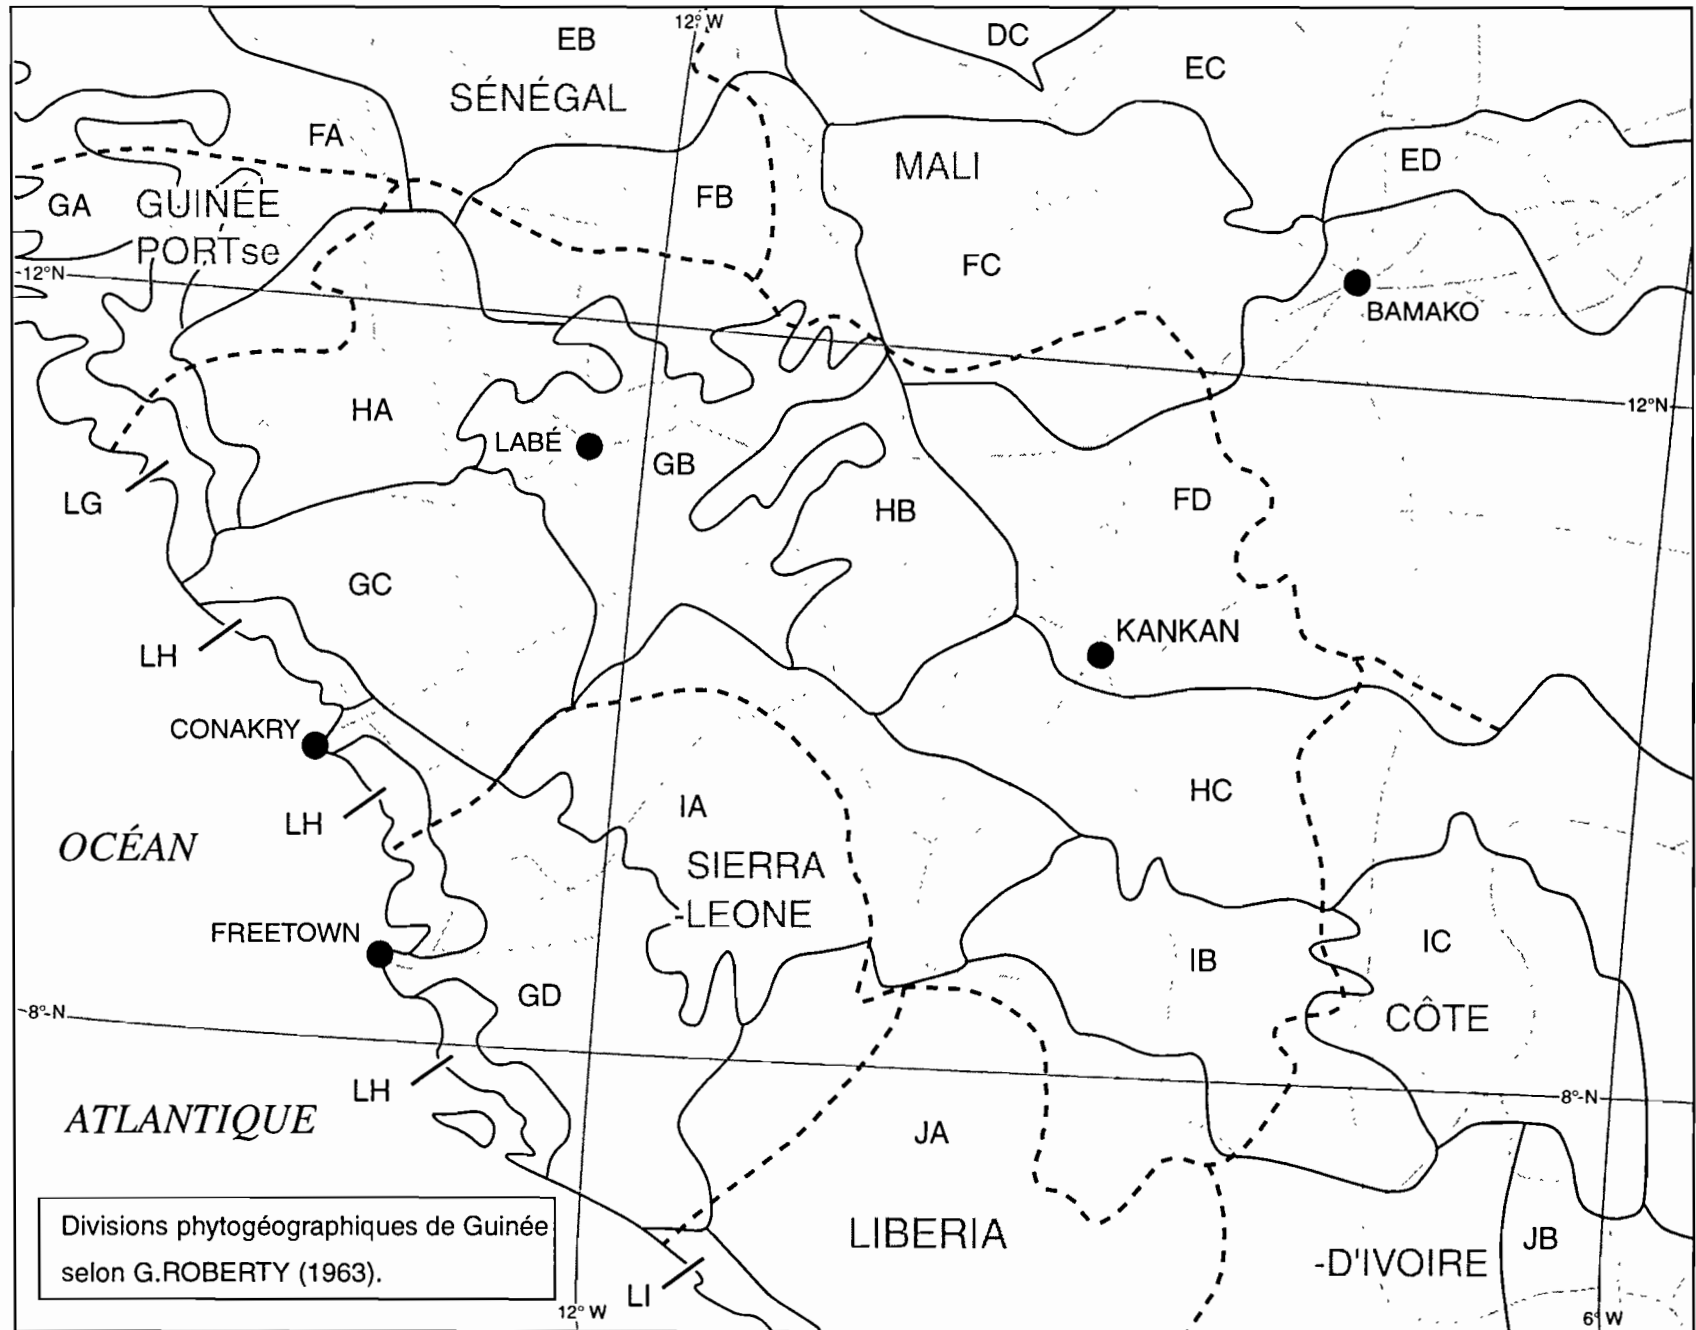 12° W
EB
DC
EC
SÉNÉGAL
FA
MALI
ED
GA
GUINÉE
PORTse
FB
FC
-12°N
BAMAKO
HA
12°N
LABÉ
GB
LG
HB
FD
GC
KANKAN
LH
CONAKRY
HC
LH
IA
OCÉAN
SIERRA
-LEONE
FREETOWN
IC
IB
GD
CÔTE
-8°-N
LH
8°-N
ATLANTIQUE
JA
Divisions phytogéographiques de Guinée
selon G.ROBERTY (1963).
LIBERIA
JB
-D'IVOIRE
LI
12° W
6° W